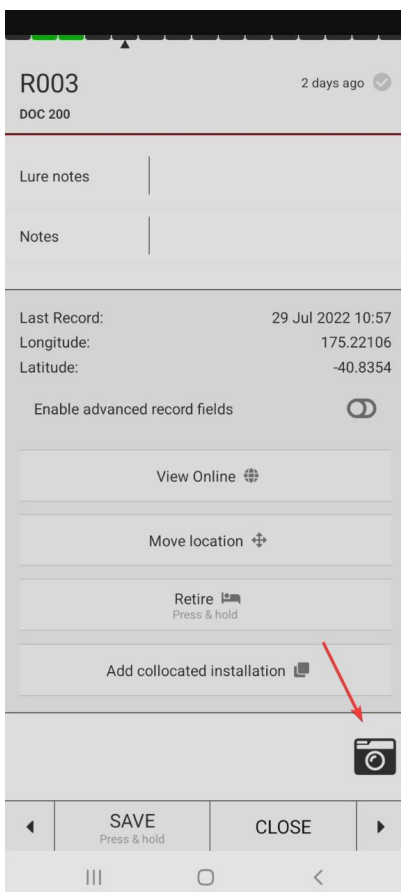 R003
2 days ago
DOC 200
Lure notes
Notes
Last Record: 29 Jul 2022 10:57
Longitude: 175.22106
Latitude: -40.8354
Enable advanced record fields
View Online
Move location
Retire
Press & hold
Add collocated installation
SAVE
Press & hold
CLOSE